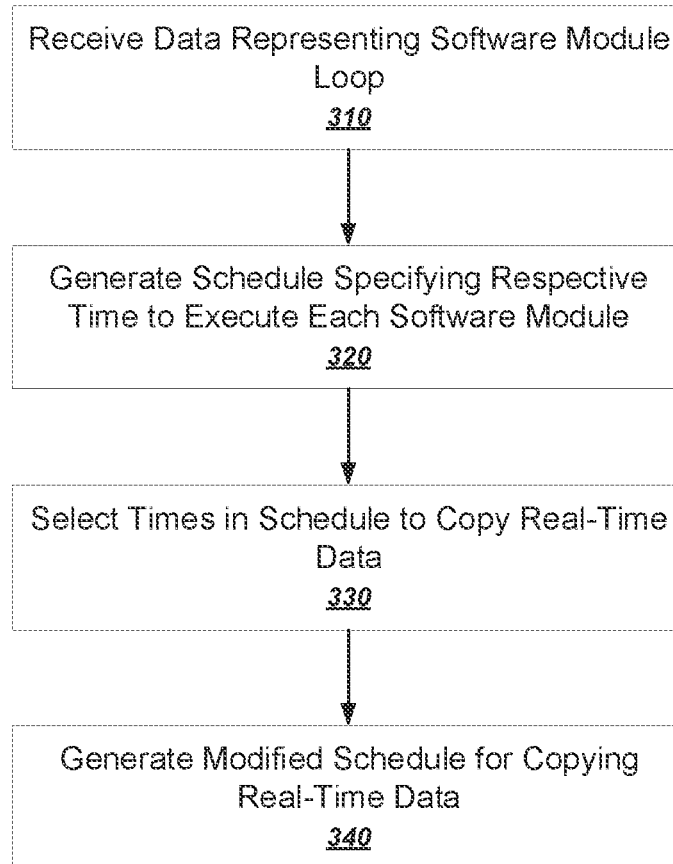 Receive Data Representing Software Module
Loop
310
Generate Schedule Specifying Respective
Time to Execute Each Software Module
320
Select Times in Schedule to Copy Real-Time
Data
330
Generate Modified Schedule for Copying
Real-Time Data
340